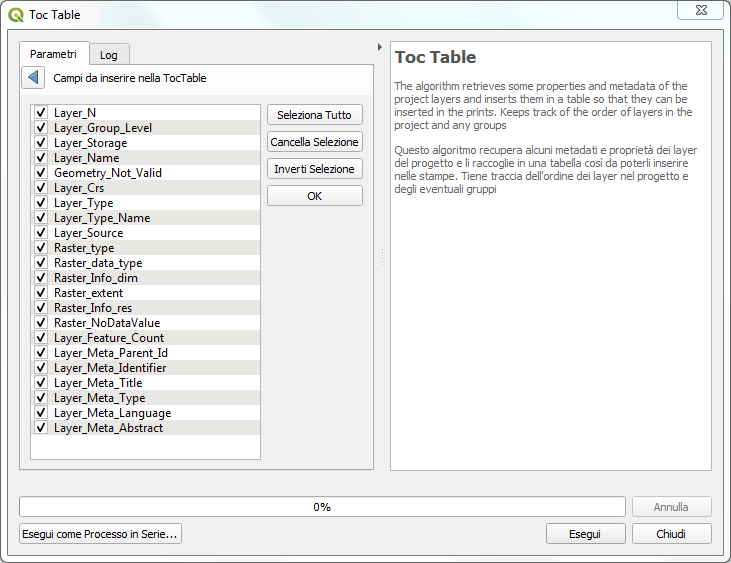 Toc Table
Parametri
Log
Campi da inserire nella TocTable
Layer_N
Layer_Group_Level
Layer_Storage
Layer_Name
Geometry_Not_Valid
Layer_Crs
Layer_Type
Layer_Type_Name
Layer_Source
Raster_type
Raster_data_type
Raster_Info_dim
Raster_extent
Raster_Info_res
Raster_NoDataValue
Layer_Feature_Count
Layer_Meta_Parent_Id
Layer_Meta_Identifier
Layer_Meta_Title
Layer_Meta_Type
Layer_Meta_Language
Layer_Meta_Abstract
Seleziona Tutto
Cancella Selezione
Inverti Selezione
OK
Toc Table
The algorithm retrieves some properties and metadata of the
project layers and inserts them in a table so that they can be
inserted in the prints. Keeps track of the order of layers in the
project and any groups
Questo algoritmo recupera alcuni metadati e proprietà dei layer
del progetto e li raccoglie in una tabella così da poterli inserire
nelle stampe. Tiene traccia dell'ordine dei layer nel progetto e
degli eventuali gruppi
0%
Annulla
Esegui come Processo in Serie...
Esegui
Chiudi